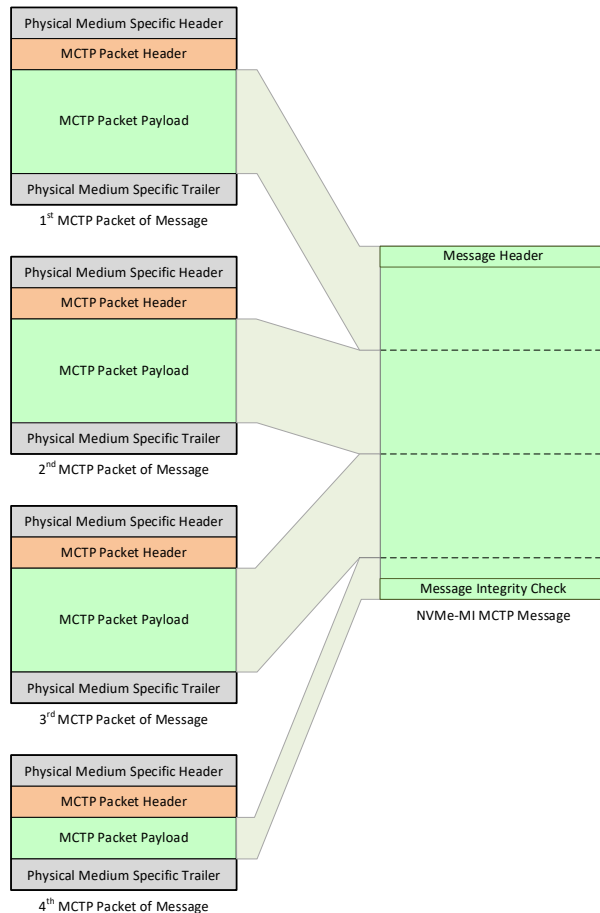 Physical Medium Specific Header
MCTP Packet Header
MCTP Packet Payload
Physical Medium Specific Trailer
1st MCTP Packet of Message
Physical Medium Specific Header
MCTP Packet Header
MCTP Packet Payload
Physical Medium Specific Trailer
2nd MCTP Packet of Message
Physical Medium Specific Header
MCTP Packet Header
MCTP Packet Payload
Physical Medium Specific Trailer
3rd MCTP Packet of Message
Physical Medium Specific Header
MCTP Packet Header
MCTP Packet Payload
Physical Medium Specific Trailer
4th MCTP Packet of Message
Message Header
Message Integrity Check
NVMe-MI MCTP Message